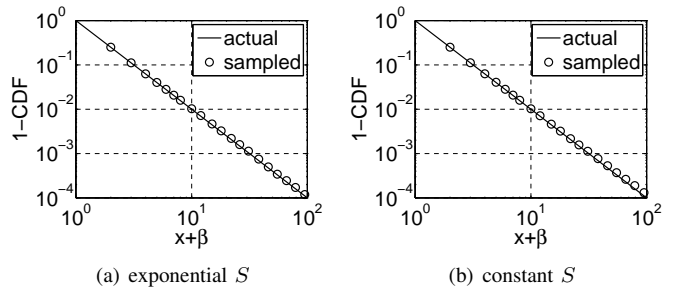 10^0
10^-1
10^-2
10^-3
10^-4
1−CDF
actual
sampled
10^0 10^1 10^2
x+β
(a) exponential S
10^0
10^-1
10^-2
10^-3
10^-4
1−CDF
actual
sampled
10^0 10^1 10^2
x+β
(b) constant S